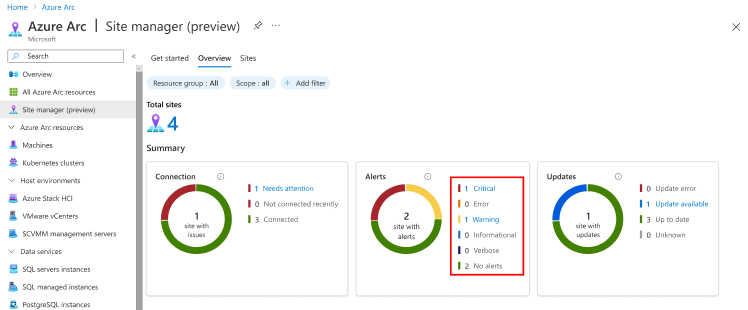 Home > Azure Arc >
Azure Arc | Site manager (preview) ...
Microsoft
Search «
Overview
All Azure Arc resources
Site manager (preview)
Azure Arc resources
Machines
Kubernetes clusters
Host environments
Azure Stack HCI
VMware vCenters
SCVMM management servers
Data services
SQL servers instances
SQL managed instances
PostgreSQL instances
Get started Overview Sites
Resource group : All Scope : all + Add filter
Total sites
4
Summary
Connection
1
site with
issues
1 Needs attention
0 Not connected recently
3 Connected
Alerts
2
site with
alerts
1 Critical
0 Error
1 Warning
0 Informational
0 Verbose
2 No alerts
Updates
1
site with
updates
0 Update error
1 Update available
3 Up to date
0 Unknown